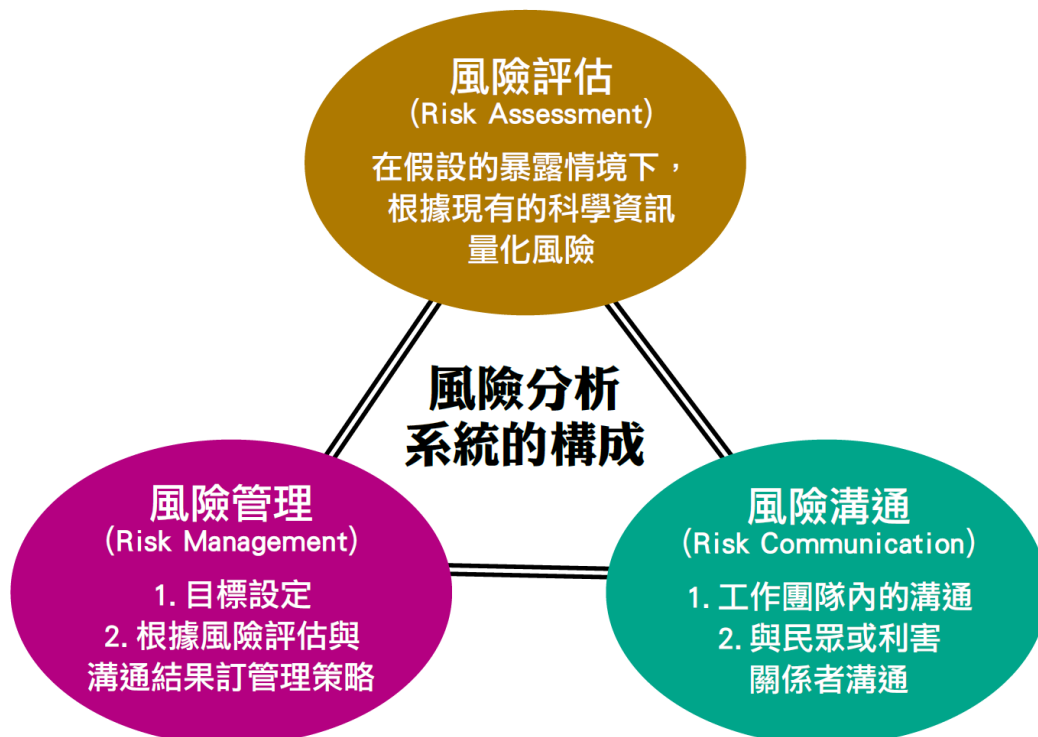 風險評估
(Risk Assessment)
在假設的暴露情境下，
根據現有的科學資訊
量化風險
風險分析
系統的構成
風險管理
(Risk Management)
1. 目標設定
2. 根據風險評估與
溝通結果訂管理策略
風險溝通
(Risk Communication)
1. 工作團隊內的溝通
2. 與民眾或利害
關係者溝通